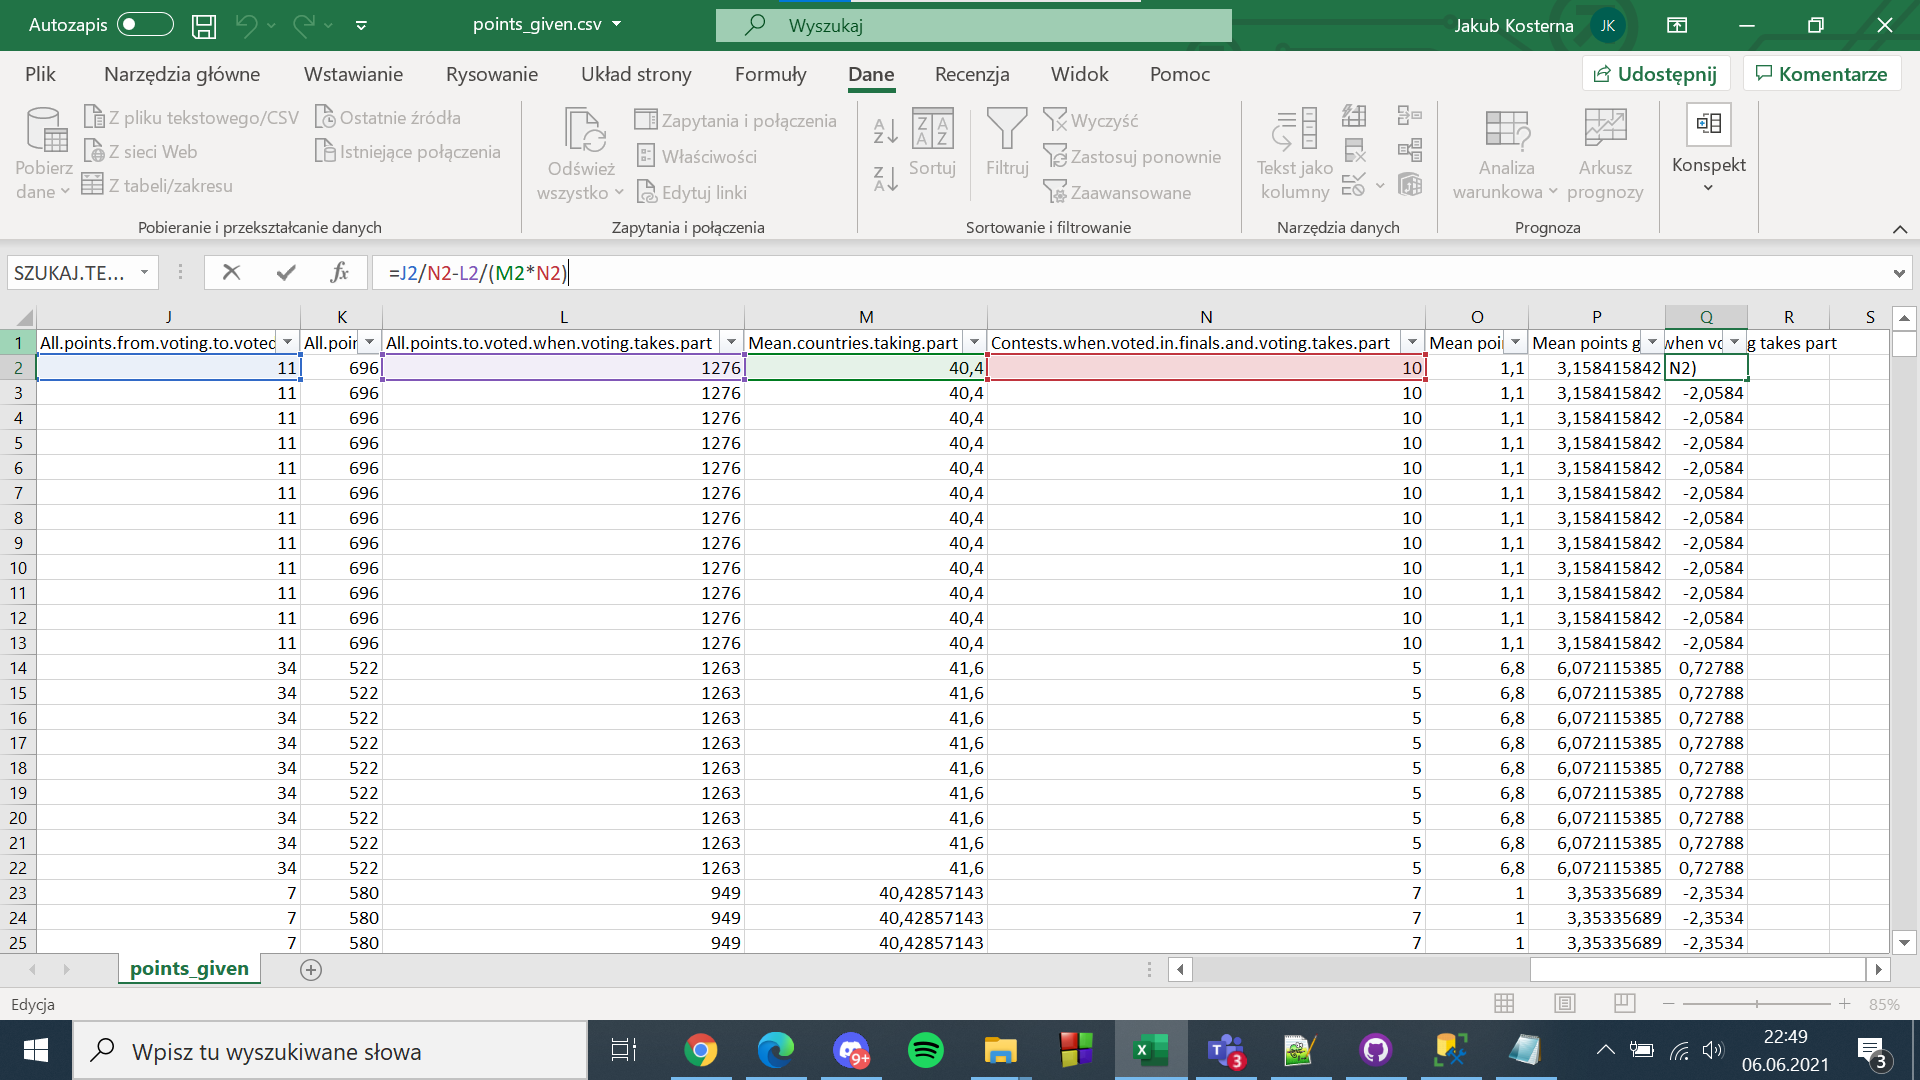 Autozapis points_given.csv Wyszukaj Jakub Kosterna JK
Plik Narzędzia główne Wstawianie Rysowanie Układ strony Formuły Dane Recenzja Widok Pomoc Udostępnij Komentarze
Pobierz dane
Z pliku tekstowego/CSV
Z sieci Web
Z tabeli/zakresu
Ostatnie źródła
Istniejące połączenia
Pobieranie i przekształcanie danych
Odśwież wszystko
Zapytania i połączenia
Właściwości
Edytuj linki
Zapytania i połączenia
Sortuj
Filtruj
Wyczyść
Zastosuj ponownie
Zaawansowane
Sortowanie i filtrowanie
Tekst jako kolumny
Narzędzia danych
Analiza warunkowa
Arkusz prognozy
Prognoza
Konspekt
SZUKAJ.TE... fx =J2/N2-L2/(M2*N2)
J K L M N O P Q R S
1 All.points.from.voting.to.voted All.poin All.points.to.voted.when.voting.takes.part Mean.countries.taking.part Contests.when.voted.in.finals.and.voting.takes.part Mean poi Mean points g when vo g takes part
2 11 696 1276 40,4 10 1,1 3,158415842 N2)
3 11 696 1276 40,4 10 1,1 3,158415842 -2,0584
4 11 696 1276 40,4 10 1,1 3,158415842 -2,0584
5 11 696 1276 40,4 10 1,1 3,158415842 -2,0584
6 11 696 1276 40,4 10 1,1 3,158415842 -2,0584
7 11 696 1276 40,4 10 1,1 3,158415842 -2,0584
8 11 696 1276 40,4 10 1,1 3,158415842 -2,0584
9 11 696 1276 40,4 10 1,1 3,158415842 -2,0584
10 11 696 1276 40,4 10 1,1 3,158415842 -2,0584
11 11 696 1276 40,4 10 1,1 3,158415842 -2,0584
12 11 696 1276 40,4 10 1,1 3,158415842 -2,0584
13 11 696 1276 40,4 10 1,1 3,158415842 -2,0584
14 34 522 1263 41,6 5 6,8 6,072115385 0,72788
15 34 522 1263 41,6 5 6,8 6,072115385 0,72788
16 34 522 1263 41,6 5 6,8 6,072115385 0,72788
17 34 522 1263 41,6 5 6,8 6,072115385 0,72788
18 34 522 1263 41,6 5 6,8 6,072115385 0,72788
19 34 522 1263 41,6 5 6,8 6,072115385 0,72788
20 34 522 1263 41,6 5 6,8 6,072115385 0,72788
21 34 522 1263 41,6 5 6,8 6,072115385 0,72788
22 34 522 1263 41,6 5 6,8 6,072115385 0,72788
23 7 580 949 40,42857143 7 1 3,35335689 -2,3534
24 7 580 949 40,42857143 7 1 3,35335689 -2,3534
25 7 580 949 40,42857143 7 1 3,35335689 -2,3534
points_given
Edycja 85%
Wpisz tu wyszukiwane słowa 9+ 3 22:49
06.06.2021 3